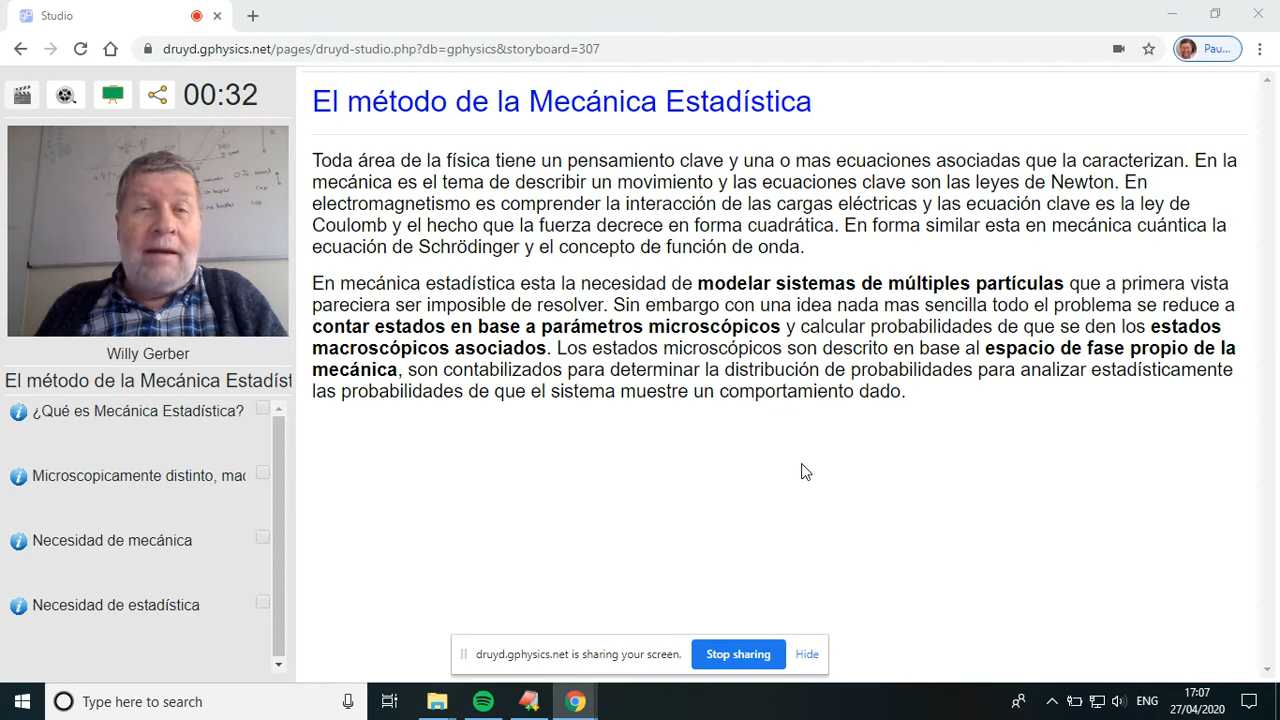 Studio
druyd.gphysics.net/pages/druyd-studio.php?db=gphysics&storyboard=307
Pau...
00:32
Willy Gerber
El método de la Mecánica Estadíst
¿Qué es Mecánica Estadística?
Microscopicamente distinto, mac
Necesidad de mecánica
Necesidad de estadística
El método de la Mecánica Estadística
Toda área de la física tiene un pensamiento clave y una o mas ecuaciones asociadas que la caracterizan. En la
mecánica es el tema de describir un movimiento y las ecuaciones clave son las leyes de Newton. En
electromagnetismo es comprender la interacción de las cargas eléctricas y las ecuación clave es la ley de
Coulomb y el hecho que la fuerza decrece en forma cuadrática. En forma similar esta en mecánica cuántica la
ecuación de Schrödinger y el concepto de función de onda.
En mecánica estadística esta la necesidad de modelar sistemas de múltiples partículas que a primera vista
pareciera ser imposible de resolver. Sin embargo con una idea nada mas sencilla todo el problema se reduce a
contar estados en base a parámetros microscópicos y calcular probabilidades de que se den los estados
macroscópicos asociados. Los estados microscópicos son descrito en base al espacio de fase propio de la
mecánica, son contabilizados para determinar la distribución de probabilidades para analizar estadísticamente
las probabilidades de que el sistema muestre un comportamiento dado.
druyd.gphysics.net is sharing your screen.
Stop sharing
Hide
Type here to search
ENG
17:07
27/04/2020